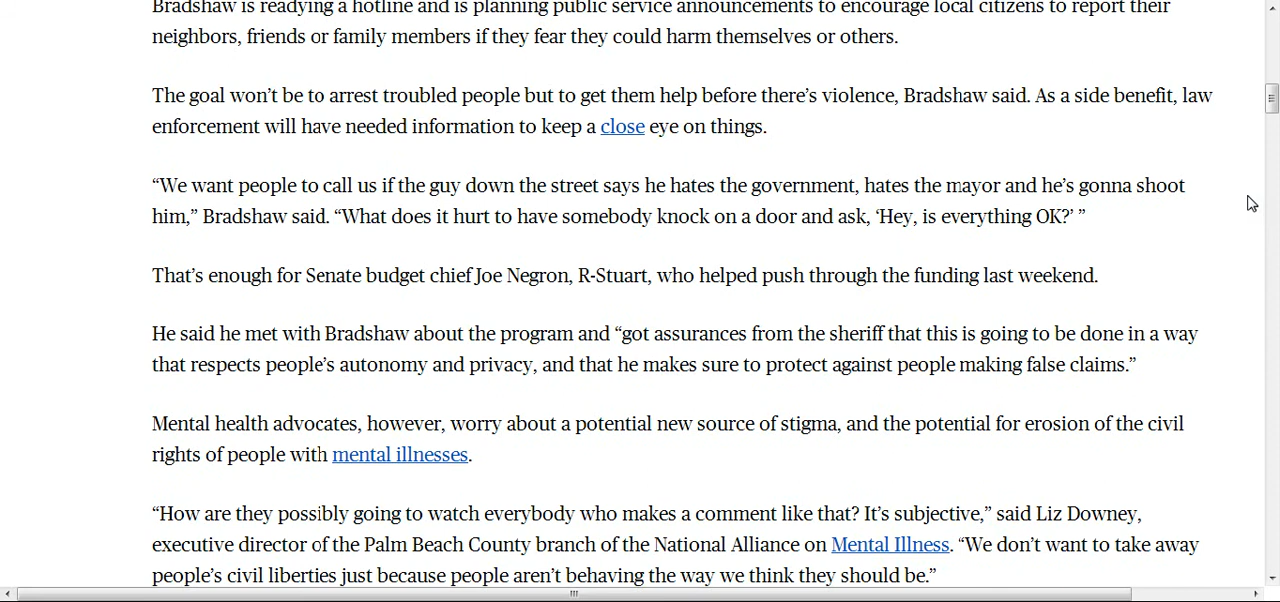 Bradshaw is readying a hotline and is planning public service announcements to encourage local citizens to report their
neighbors, friends or family members if they fear they could harm themselves or others.
The goal won’t be to arrest troubled people but to get them help before there’s violence, Bradshaw said. As a side benefit, law
enforcement will have needed information to keep a close eye on things.
“We want people to call us if the guy down the street says he hates the government, hates the mayor and he’s gonna shoot
him,” Bradshaw said. “What does it hurt to have somebody knock on a door and ask, ‘Hey, is everything OK?’ ”
That’s enough for Senate budget chief Joe Negron, R-Stuart, who helped push through the funding last weekend.
He said he met with Bradshaw about the program and “got assurances from the sheriff that this is going to be done in a way
that respects people’s autonomy and privacy, and that he makes sure to protect against people making false claims.”
Mental health advocates, however, worry about a potential new source of stigma, and the potential for erosion of the civil
rights of people with mental illnesses.
“How are they possibly going to watch everybody who makes a comment like that? It’s subjective,” said Liz Downey,
executive director of the Palm Beach County branch of the National Alliance on Mental Illness. “We don’t want to take away
people’s civil liberties just because people aren’t behaving the way we think they should be.”